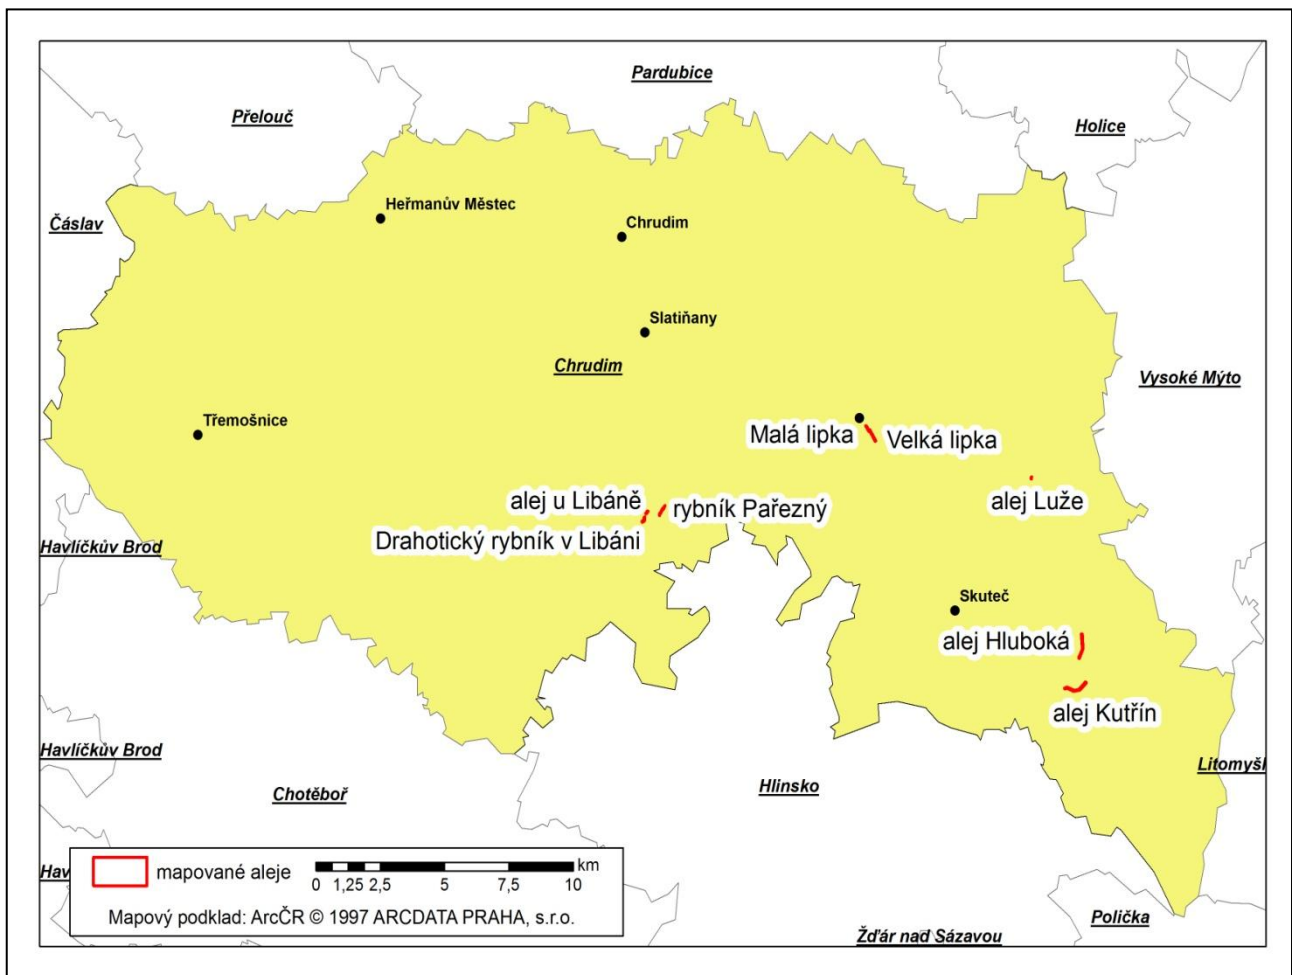 Pardubice
Přelouč
Holice
Čáslav
Heřmanův Městec
Chrudim
Slatiňany
Chrudim
Vysoké Mýto
Třemošnice
Malá lipka
Velká lipka
alej u Libáně
rybník Pařezný
alej Luže
Drahotický rybník v Libáni
Havlíčkův Brod
Skuteč
alej Hluboká
alej Kutřín
Havlíčkův Brod
Litomyšl
Chotěboř
Hlinsko
Hav
mapované aleje
km
0 1,25 2,5 5 7,5 10
Mapový podklad: ArcČR © 1997 ARCDATA PRAHA, s.r.o.
Polička
Žďár nad Sázavou